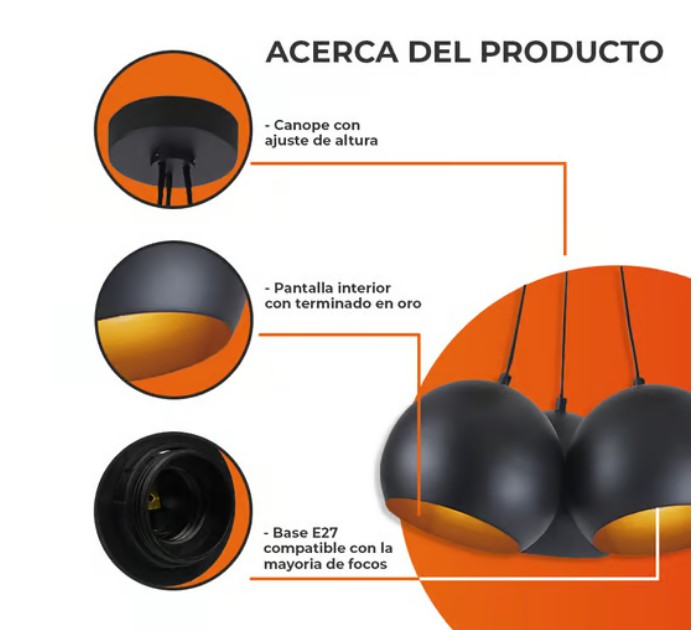 ACERCA DEL PRODUCTO
- Canope con
ajuste de altura
- Pantalla interior
con terminado en oro
- Base E27
compatible con la
mayoria de focos